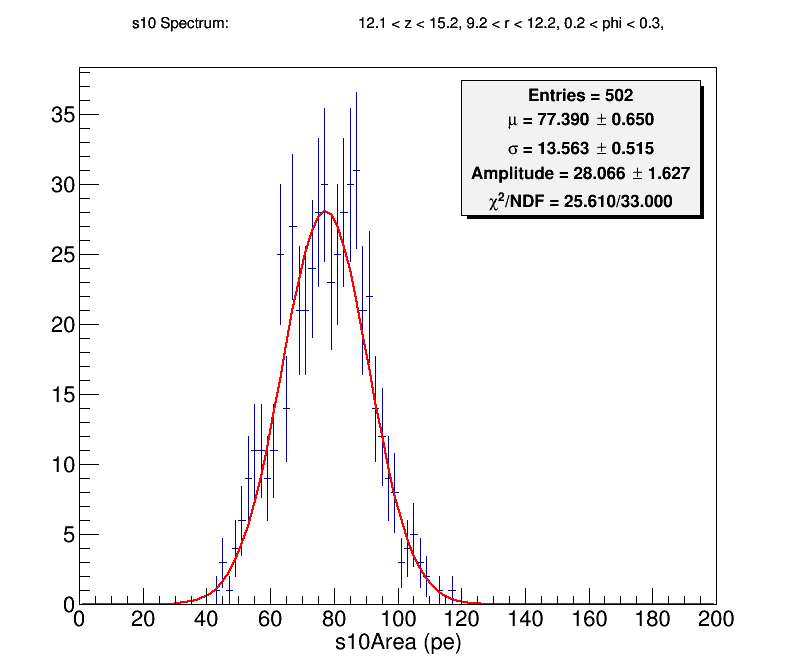 s10 Spectrum: 12.1 < z < 15.2, 9.2 < r < 12.2, 0.2 < phi < 0.3,
Entries = 502
μ = 77.390 ± 0.650
σ = 13.563 ± 0.515
Amplitude = 28.066 ± 1.627
χ²/NDF = 25.610/33.000
35
30
25
20
15
10
5
0
0 20 40 60 80 100 120 140 160 180 200
s10Area (pe)